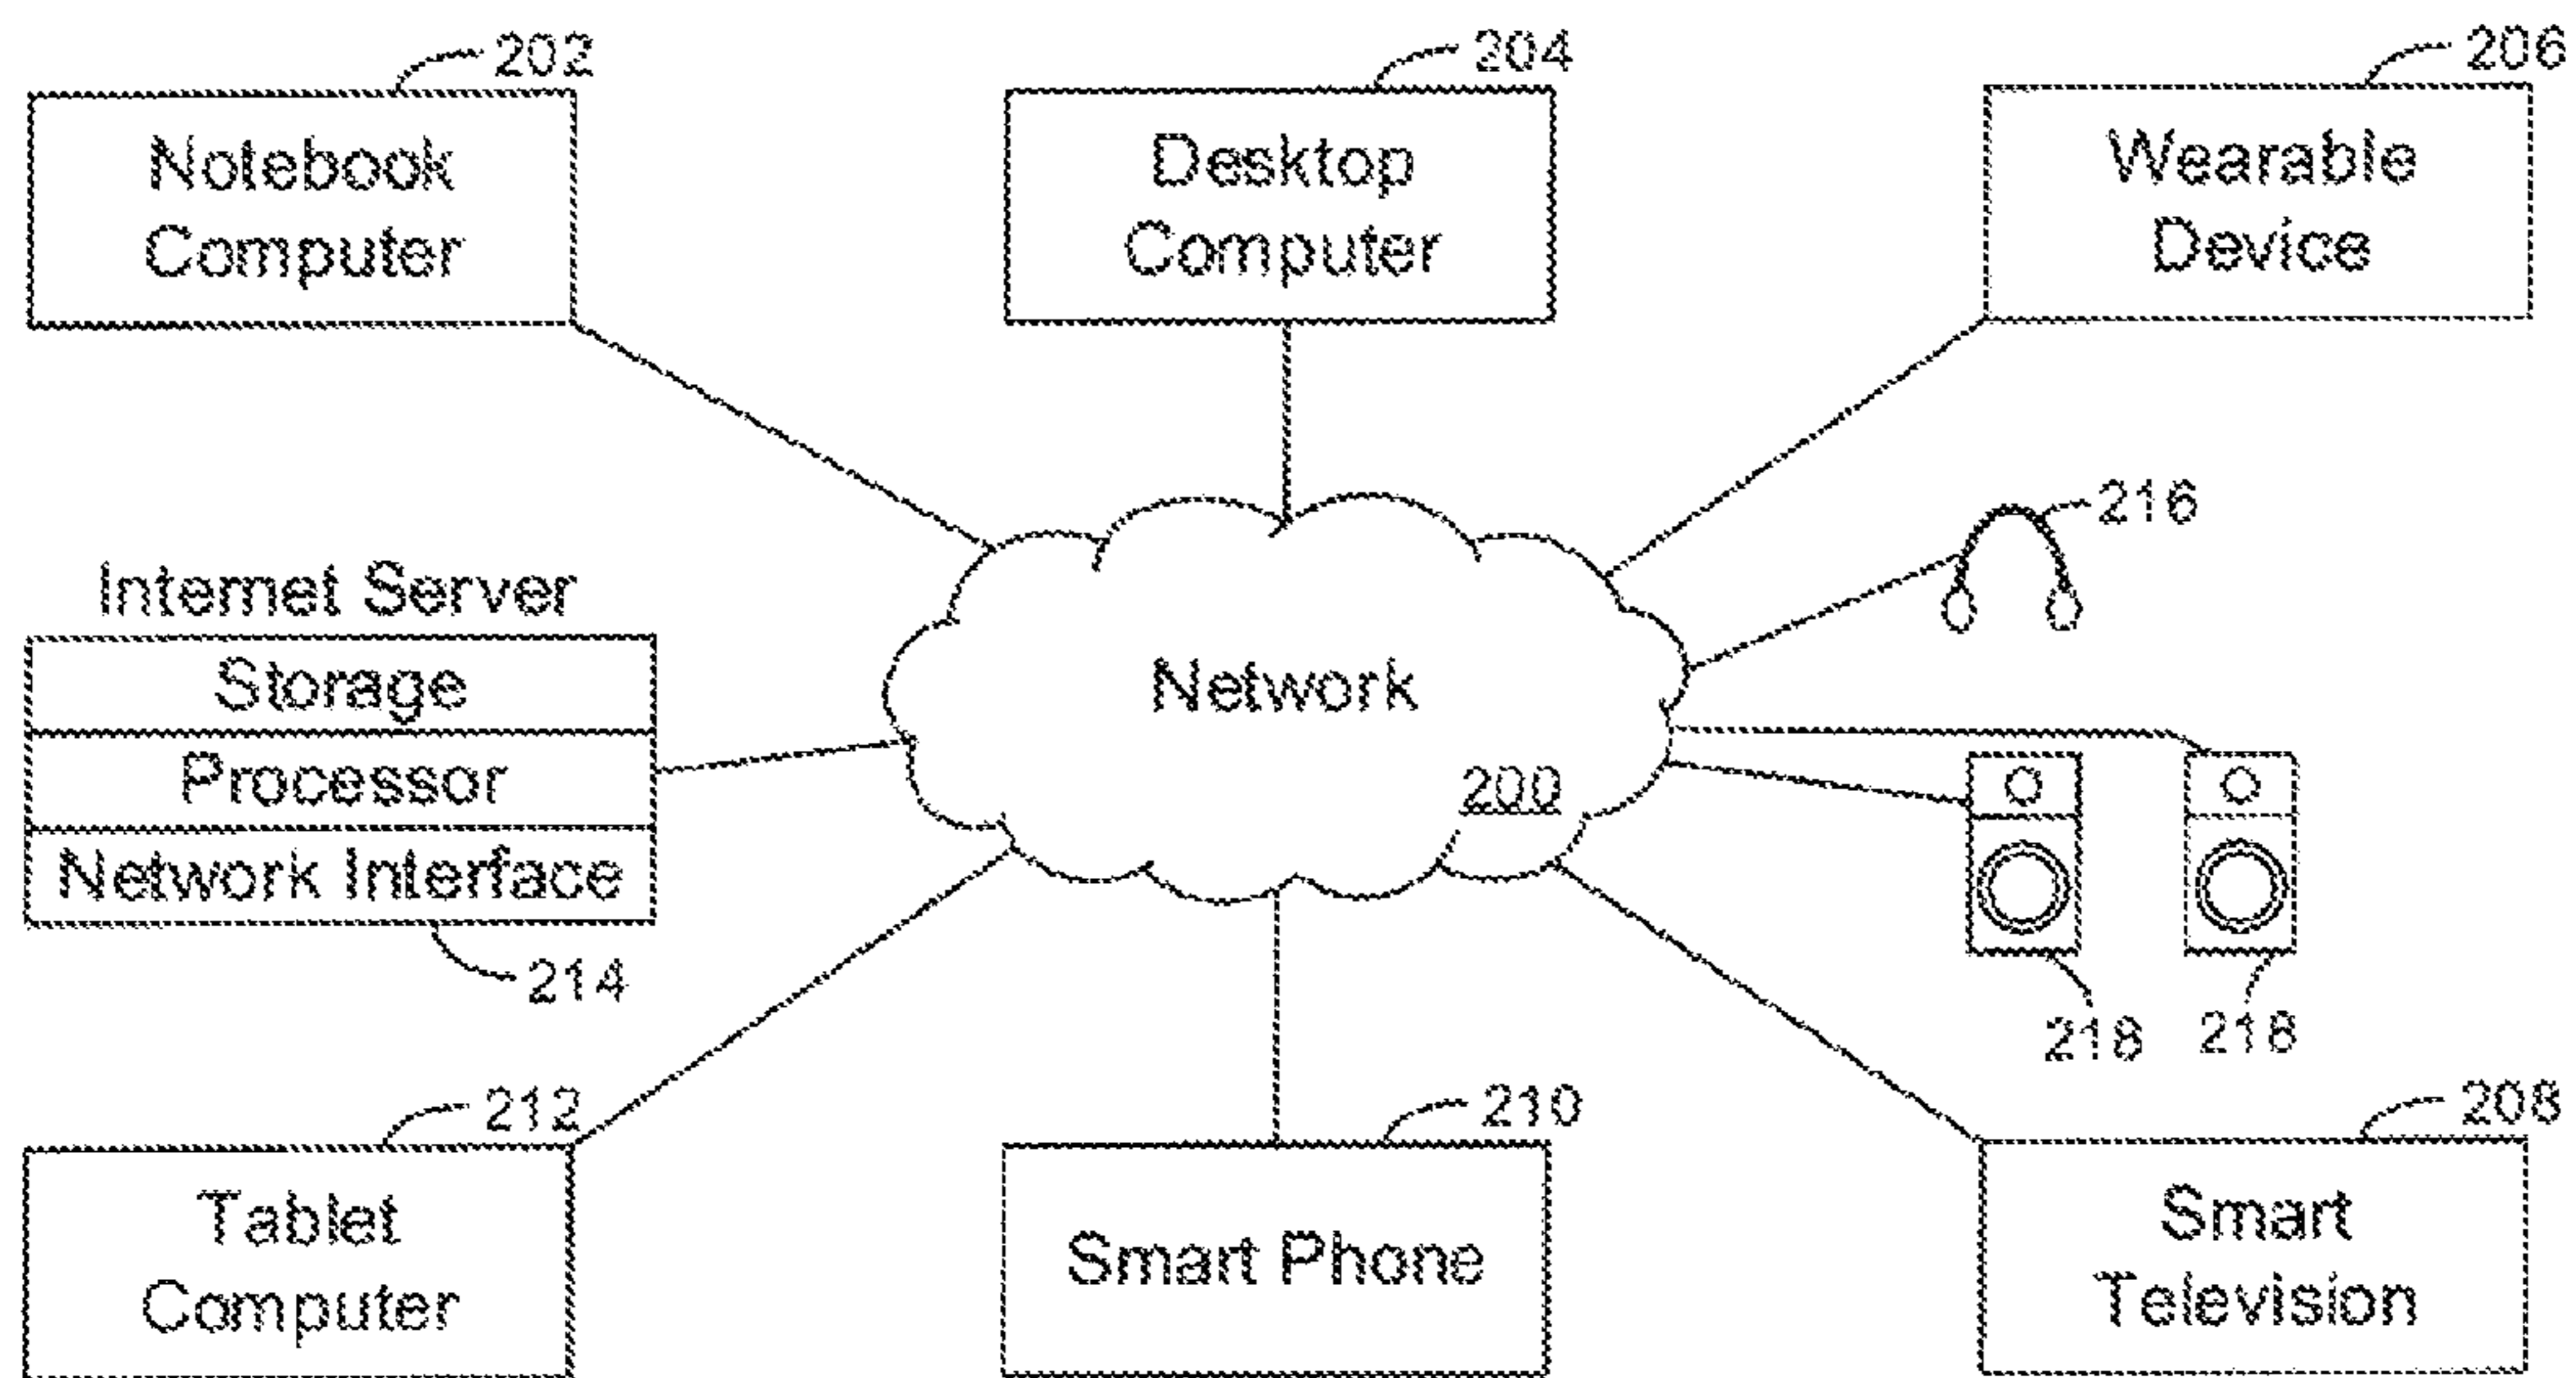 202
Notebook
Computer
204
Desktop
Computer
206
Wearable
Device
216
Internet Server
Storage
Processor
Network Interface
214
Network
200
218
218
212
Tablet
Computer
210
Smart Phone
208
Smart
Television